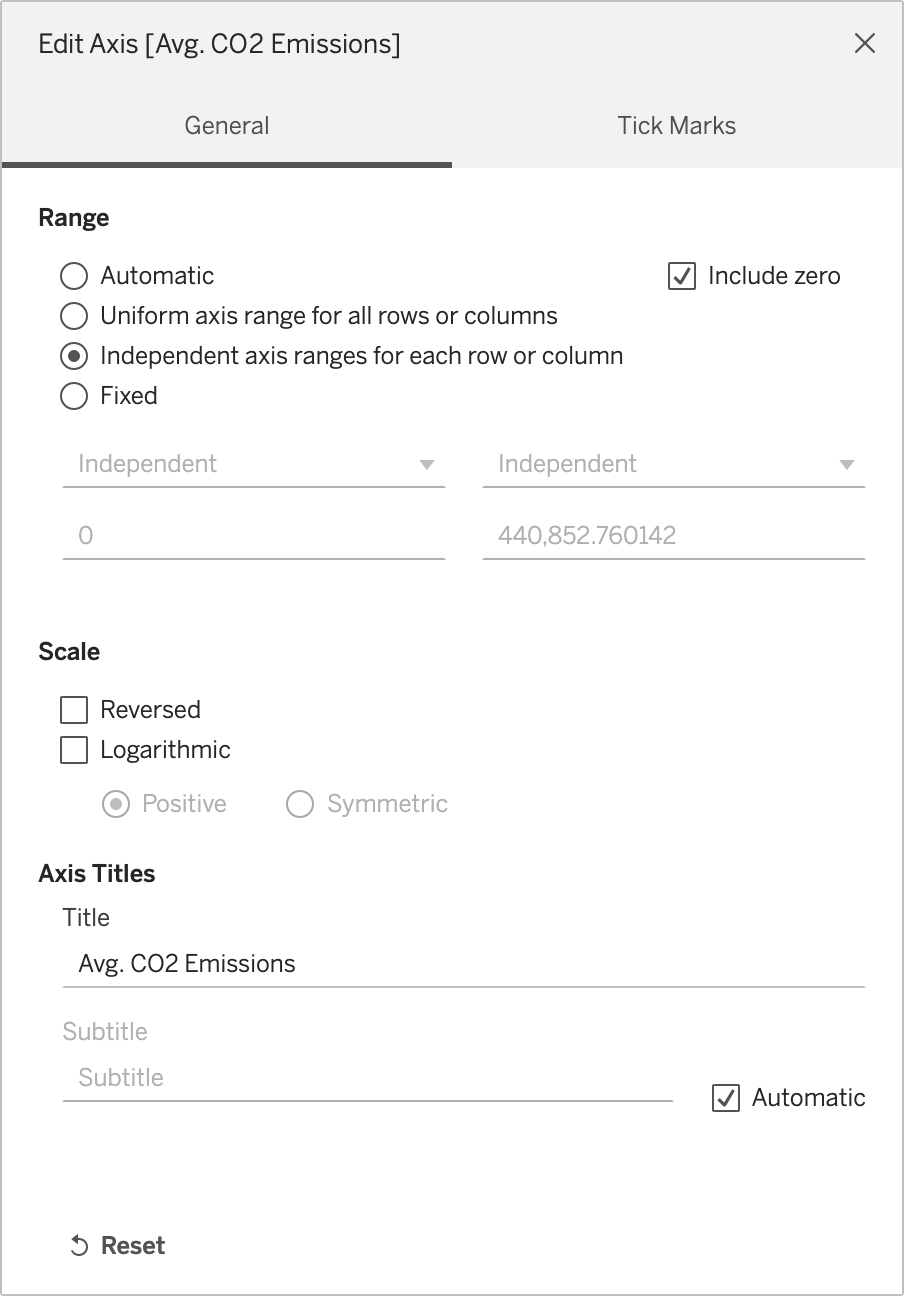 Edit Axis [Avg. CO2 Emissions]
General Tick Marks
Range
Automatic Include zero
Uniform axis range for all rows or columns
Independent axis ranges for each row or column
Fixed
Independent Independent
0 440,852.760142
Scale
Reversed
Logarithmic
Positive Symmetric
Axis Titles
Title
Avg. CO2 Emissions
Subtitle
Subtitle
Automatic
Reset